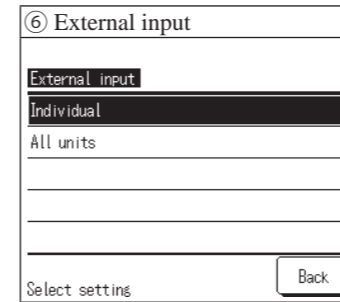 ⑥ External input
External input
Individual
All units
Select setting
Back